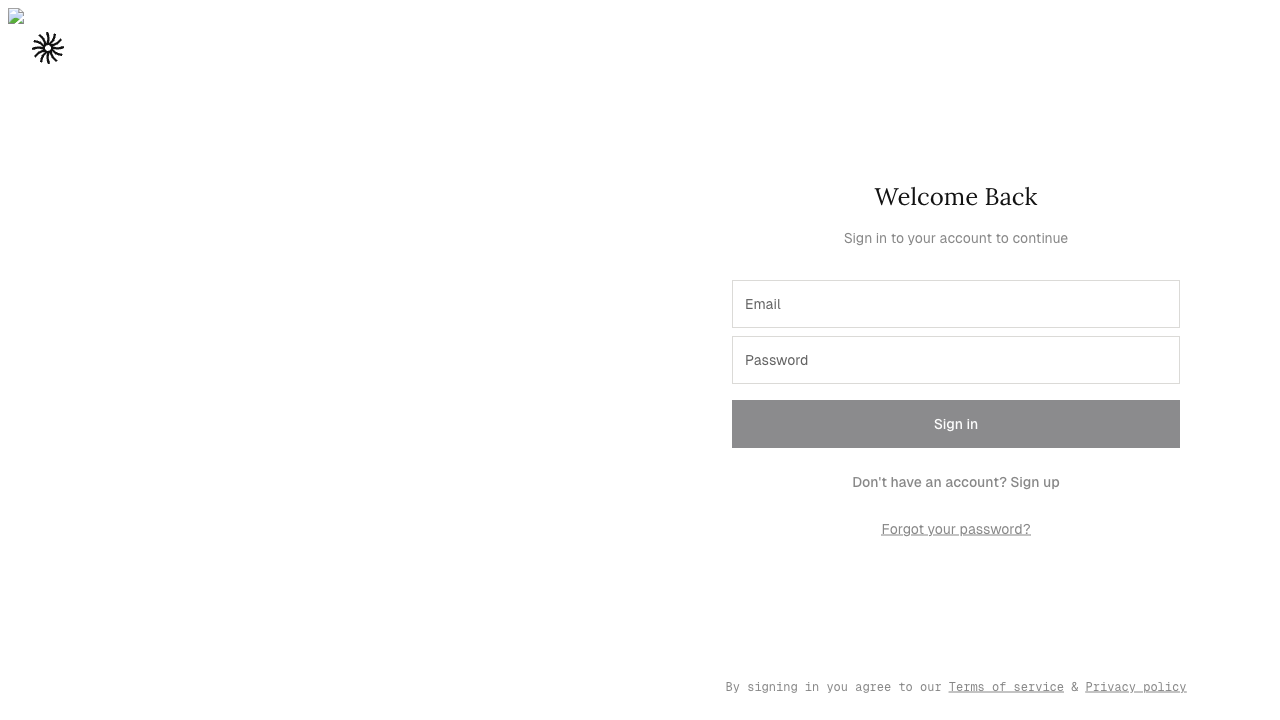 Welcome Back
Sign in to your account to continue
Email
Password
Sign in
Don't have an account? Sign up
Forgot your password?
By signing in you agree to our Terms of service & Privacy policy